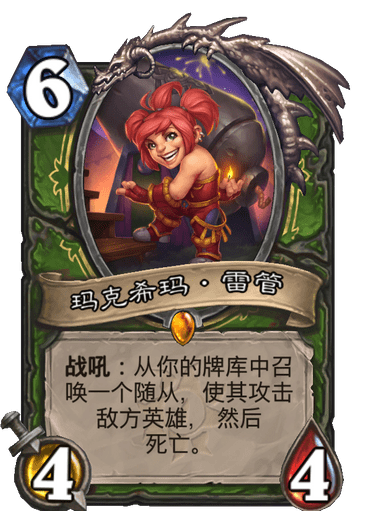 6
玛克希玛·雷管
战吼：从你的牌库中召
唤一个随从，使其攻击
敌方英雄，然后
死亡。
4
4